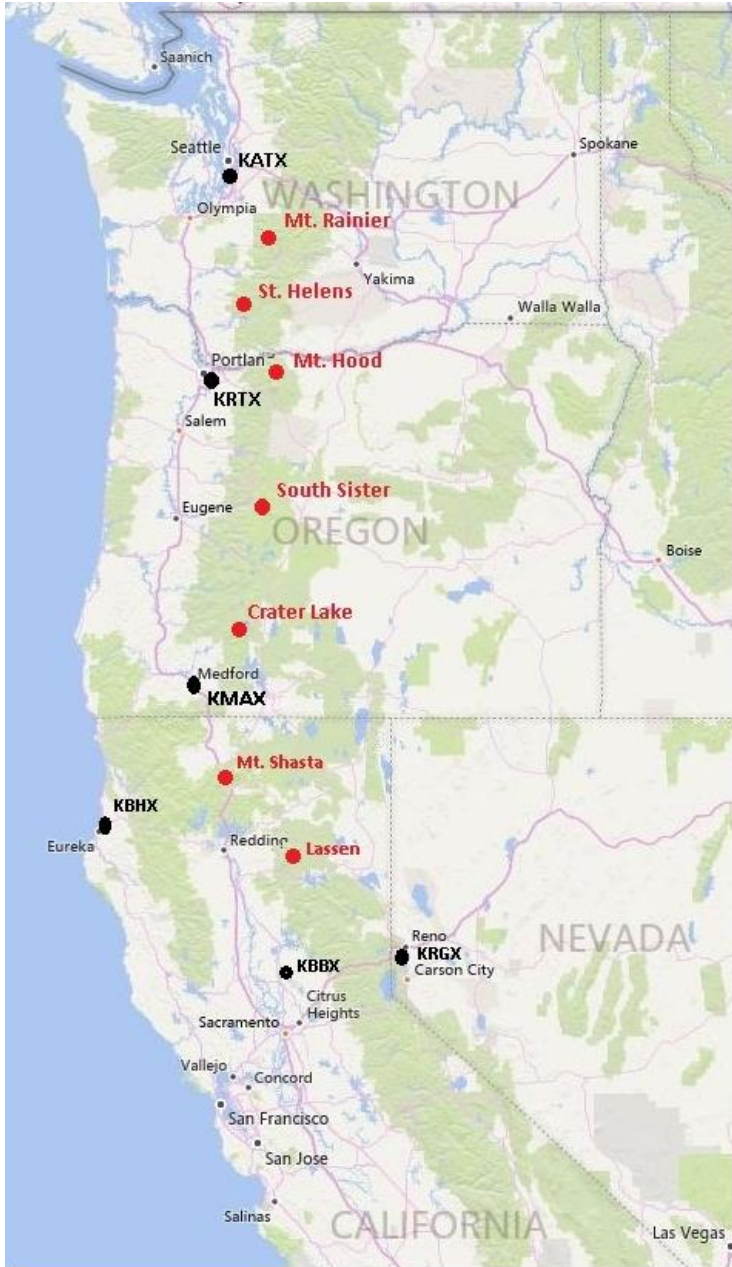 Saanich
Seattle
KATX
Spokane
WASHINGTON
Olympia
Mt. Rainier
Yakima
St. Helens
Walla Walla
Portland
Mt. Hood
KRTX
Salem
South Sister
Eugene
OREGON
Boise
Crater Lake
Medford
KMAX
Mt. Shasta
KBHX
Eureka
Redding
Lassen
Reno
NEVADA
KRGX
KBBX
Carson City
Citrus
Heights
Sacramento
Vallejo
Concord
San Francisco
San Jose
Salinas
CALIFORNIA
Las Vegas